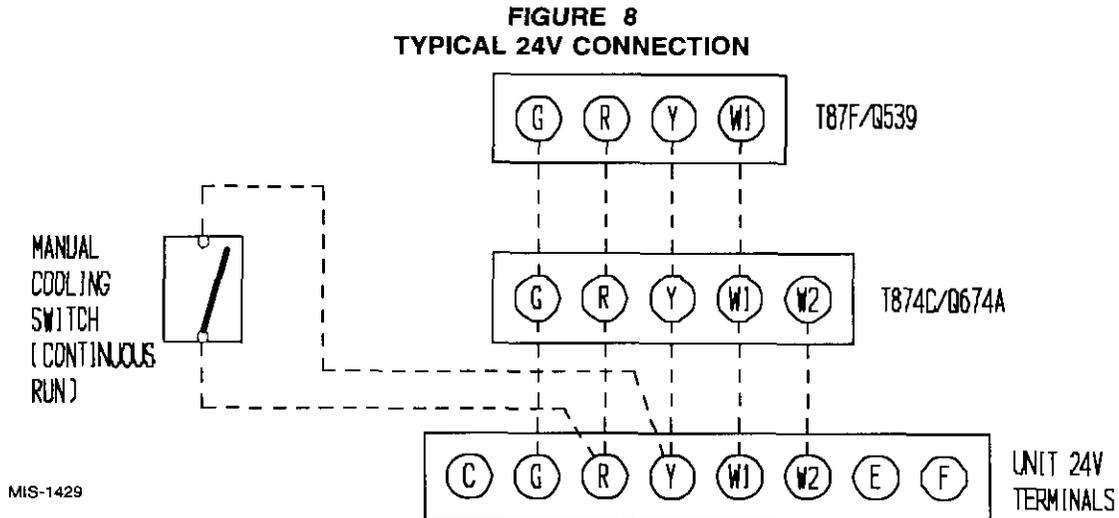 FIGURE 8
TYPICAL 24V CONNECTION
G R Y W1
T87F/Q539
MANUAL
COOLING
SWITCH
(CONTINUOUS
RUN)
G R Y W1 W2
T874C/Q674A
C G R Y W1 W2 E F
UNIT 24V
TERMINALS
MIS-1429